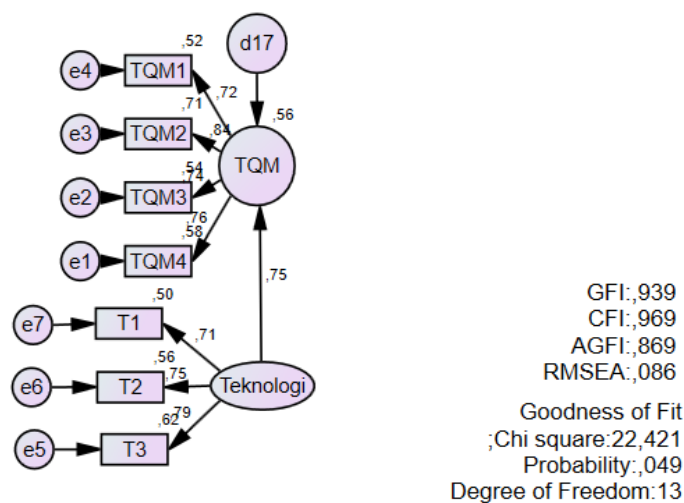 d17
,52
e4
TQM1
,72
,71
,56
e3
TQM2
,84
TQM
,54
,74
e2
TQM3
,76
,58
e1
TQM4
,75
,50
e7
T1
,71
,56
e6
T2
,75
Teknologi
,62
,79
e5
T3
GFI:,939
CFI:,969
AGFI:,869
RMSEA:,086
Goodness of Fit
;Chi square:22,421
Probability:,049
Degree of Freedom:13